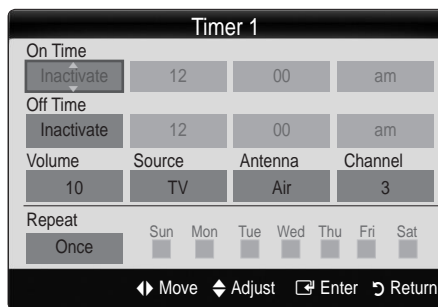 Timer 1
On Time
Inactivate 12 00 am
Off Time
Inactivate 12 00 am
Volume Source Antenna Channel
10 TV Air 3
Repeat Sun Mon Tue Wed Thu Fri Sat
Once
Move Adjust Enter Return